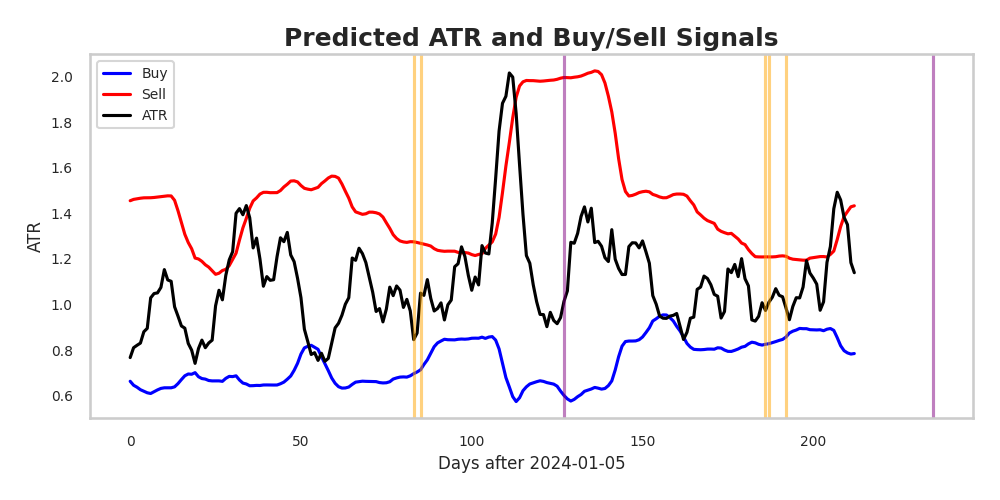 Predicted ATR and Buy/Sell Signals
Buy
Sell
ATR
2.0
1.8
1.6
1.4
1.2
1.0
0.8
0.6
ATR
0 50 100 150 200
Days after 2024-01-05